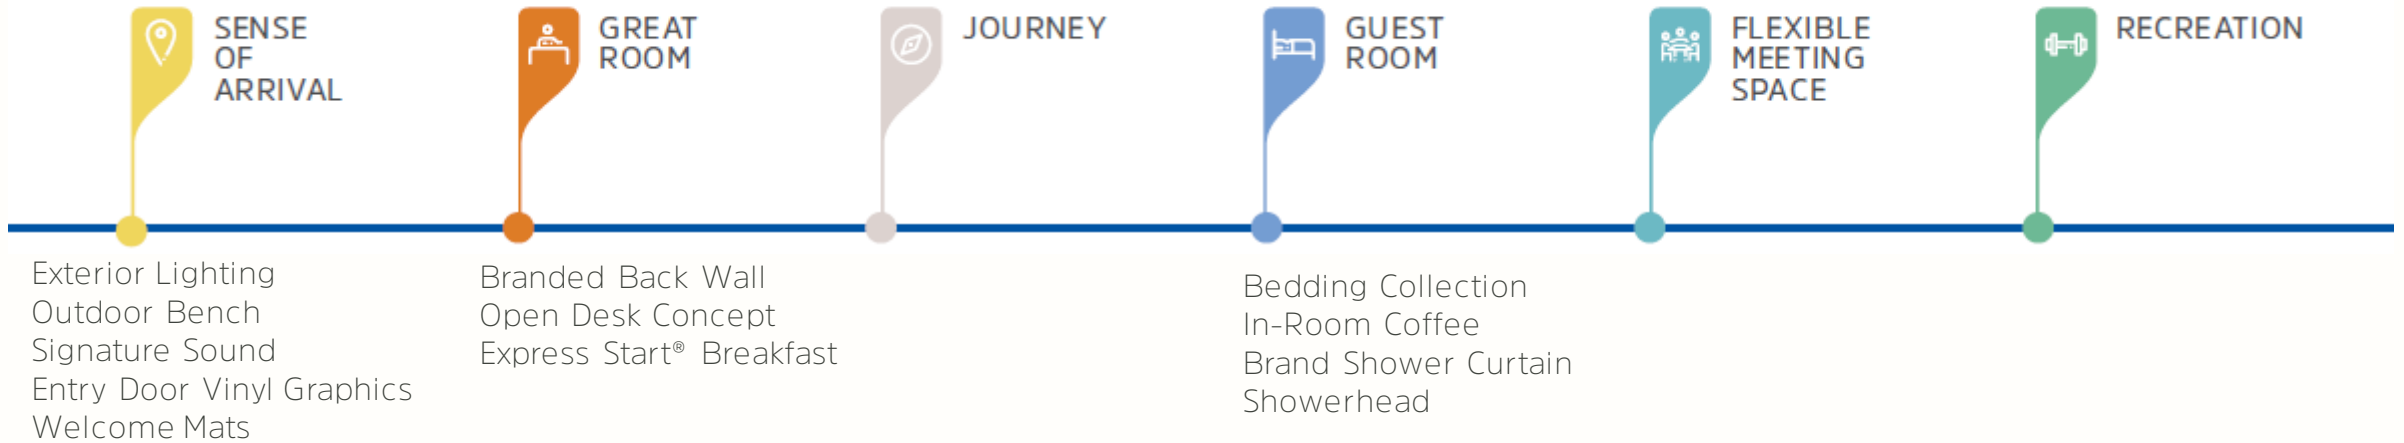 SENSE
OF
ARRIVAL
GREAT
ROOM
JOURNEY
GUEST
ROOM
FLEXIBLE
MEETING
SPACE
RECREATION
Exterior Lighting
Outdoor Bench
Signature Sound
Entry Door Vinyl Graphics
Welcome Mats
Branded Back Wall
Open Desk Concept
Express Start® Breakfast
Bedding Collection
In-Room Coffee
Brand Shower Curtain
Showerhead